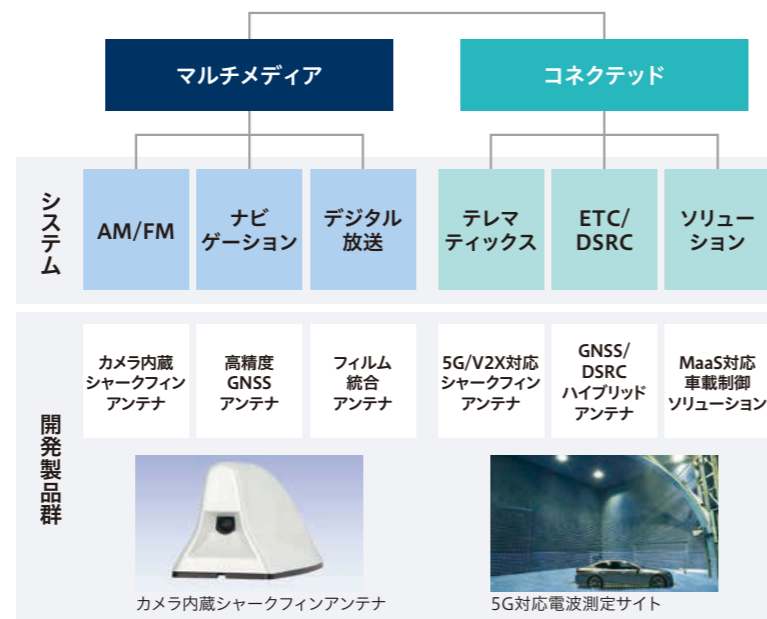 マルチメディア
コネクテッド
システム
AM/FM
ナビ
ゲーション
デジタル
放送
テレマ
ティックス
ETC/
DSRC
ソリュー
ション
開発製品群
カメラ内蔵
シャークフィン
アンテナ
高精度
GNSS
アンテナ
フィルム
統合
アンテナ
5G/V2X対応
シャークフィン
アンテナ
GNSS/
DSRC
ハイブリッド
アンテナ
MaaS対応
車載制御
ソリューション
カメラ内蔵シャークフィンアンテナ
5G対応電波測定サイト